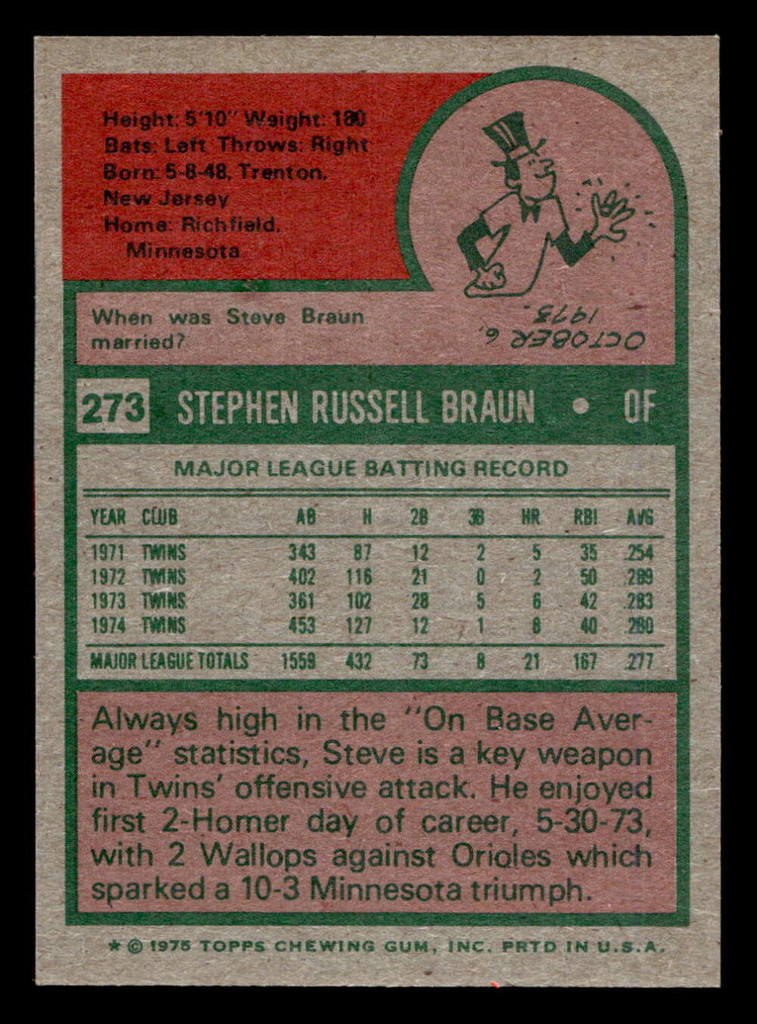 Height: 5'10" Weight: 180
Bats: Left Throws: Right
Born: 5-8-48, Trenton,
New Jersey
Home: Richfield,
Minnesota
When was Steve Braun
married?
OCTOBER 6,
1973.
273 STEPHEN RUSSELL BRAUN • OF
MAJOR LEAGUE BATTING RECORD
YEAR CLUB AB H 2B 3B HR RBI AVG
1971 TWINS 343 87 12 2 5 35 .254
1972 TWINS 402 116 21 0 2 50 .289
1973 TWINS 361 102 28 5 6 42 .283
1974 TWINS 453 127 12 1 8 40 .280
MAJOR LEAGUE TOTALS 1559 432 73 8 21 167 .277
Always high in the "On Base Aver-
age" statistics, Steve is a key weapon
in Twins' offensive attack. He enjoyed
first 2-Homer day of career, 5-30-73,
with 2 Wallops against Orioles which
sparked a 10-3 Minnesota triumph.
* © 1975 TOPPS CHEWING GUM, INC. PRTD IN U.S.A.